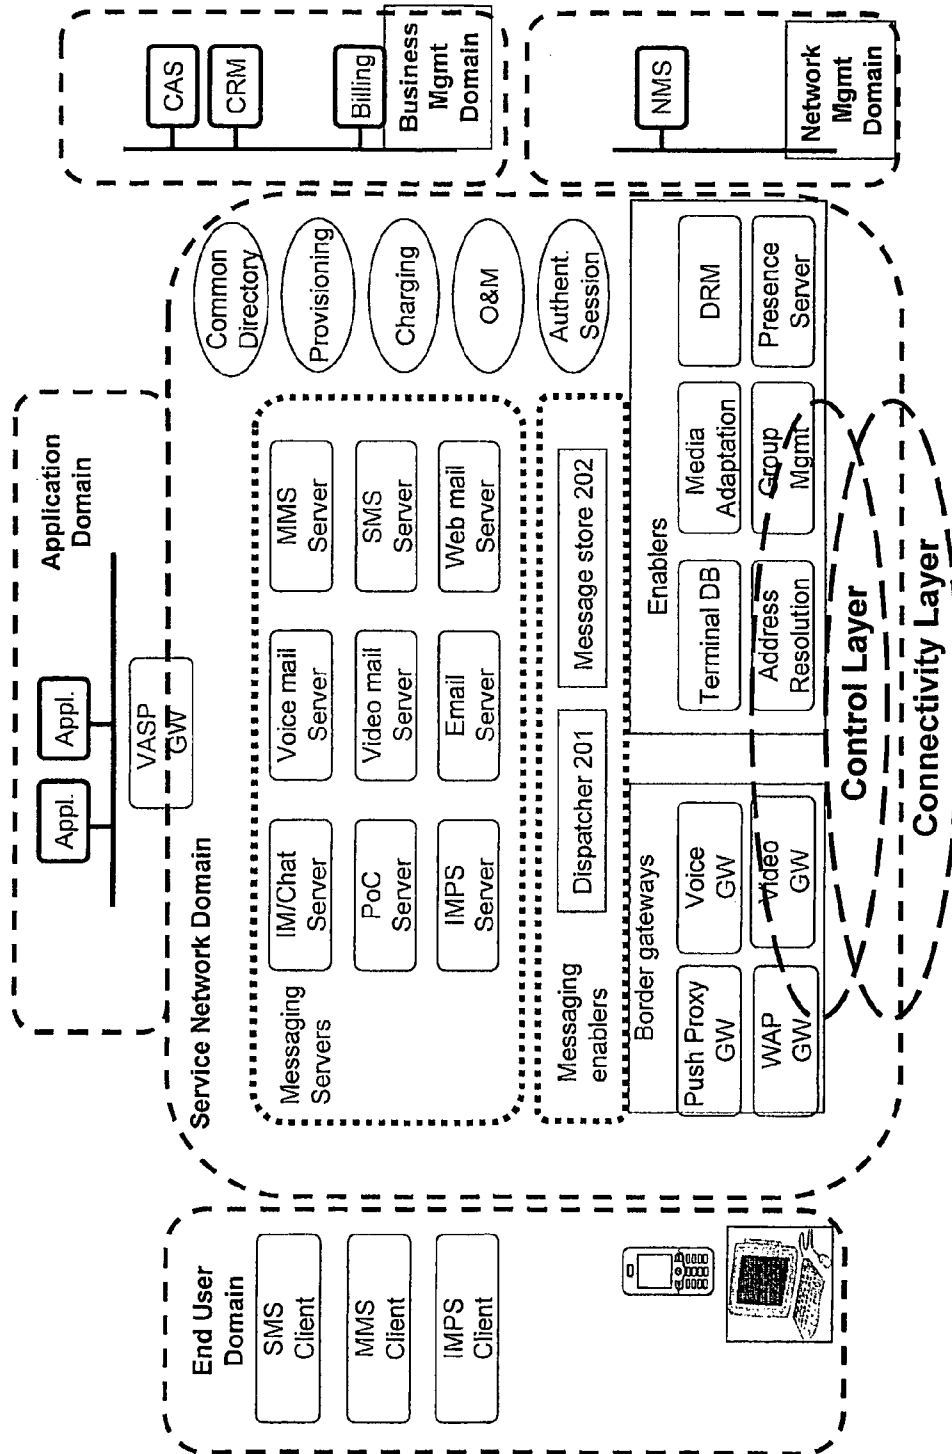 End User
Domain
SMS
Client
MMS
Client
IMPS
Client
Application
Domain
Appl.
Appl.
VASP
GW
Service Network Domain
Messaging
Servers
IM/Chat
Server
Voice mail
Server
MMS
Server
PoC
Server
Video mail
Server
SMS
Server
IMPS
Server
Email
Server
Web mail
Server
Messaging
enablers
Dispatcher 201
Message store 202
Border gateways
Push Proxy
GW
Voice
GW
WAP
GW
Video
GW
Enablers
Terminal DB
Media
Adaptation
DRM
Address
Resolution
Group
Mgmt
Presence
Server
Common
Directory
Provisioning
Charging
O&M
Authent.
Session
Control Layer
Connectivity Layer
CAS
CRM
Billing
Business
Mgmt
Domain
NMS
Network
Mgmt
Domain